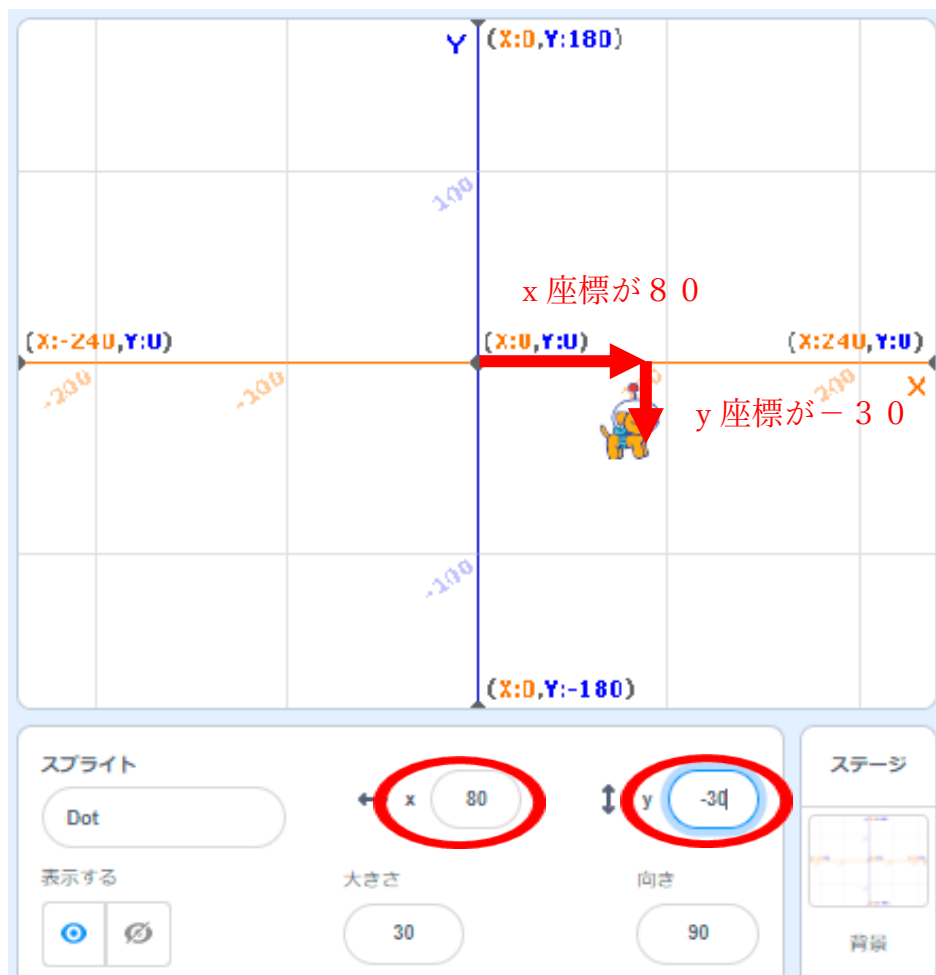 Y (X:0,Y:180)
100
x 座標が８０
(X:-240,Y:0) (X:0,Y:0) (X:240,Y:0)
-200 -100 200 X
y 座標が－３０
-100
(X:0,Y:-180)
スプライト
Dot
x 80
y -30
ステージ
表示する
大きさ
30
向き
90
背景